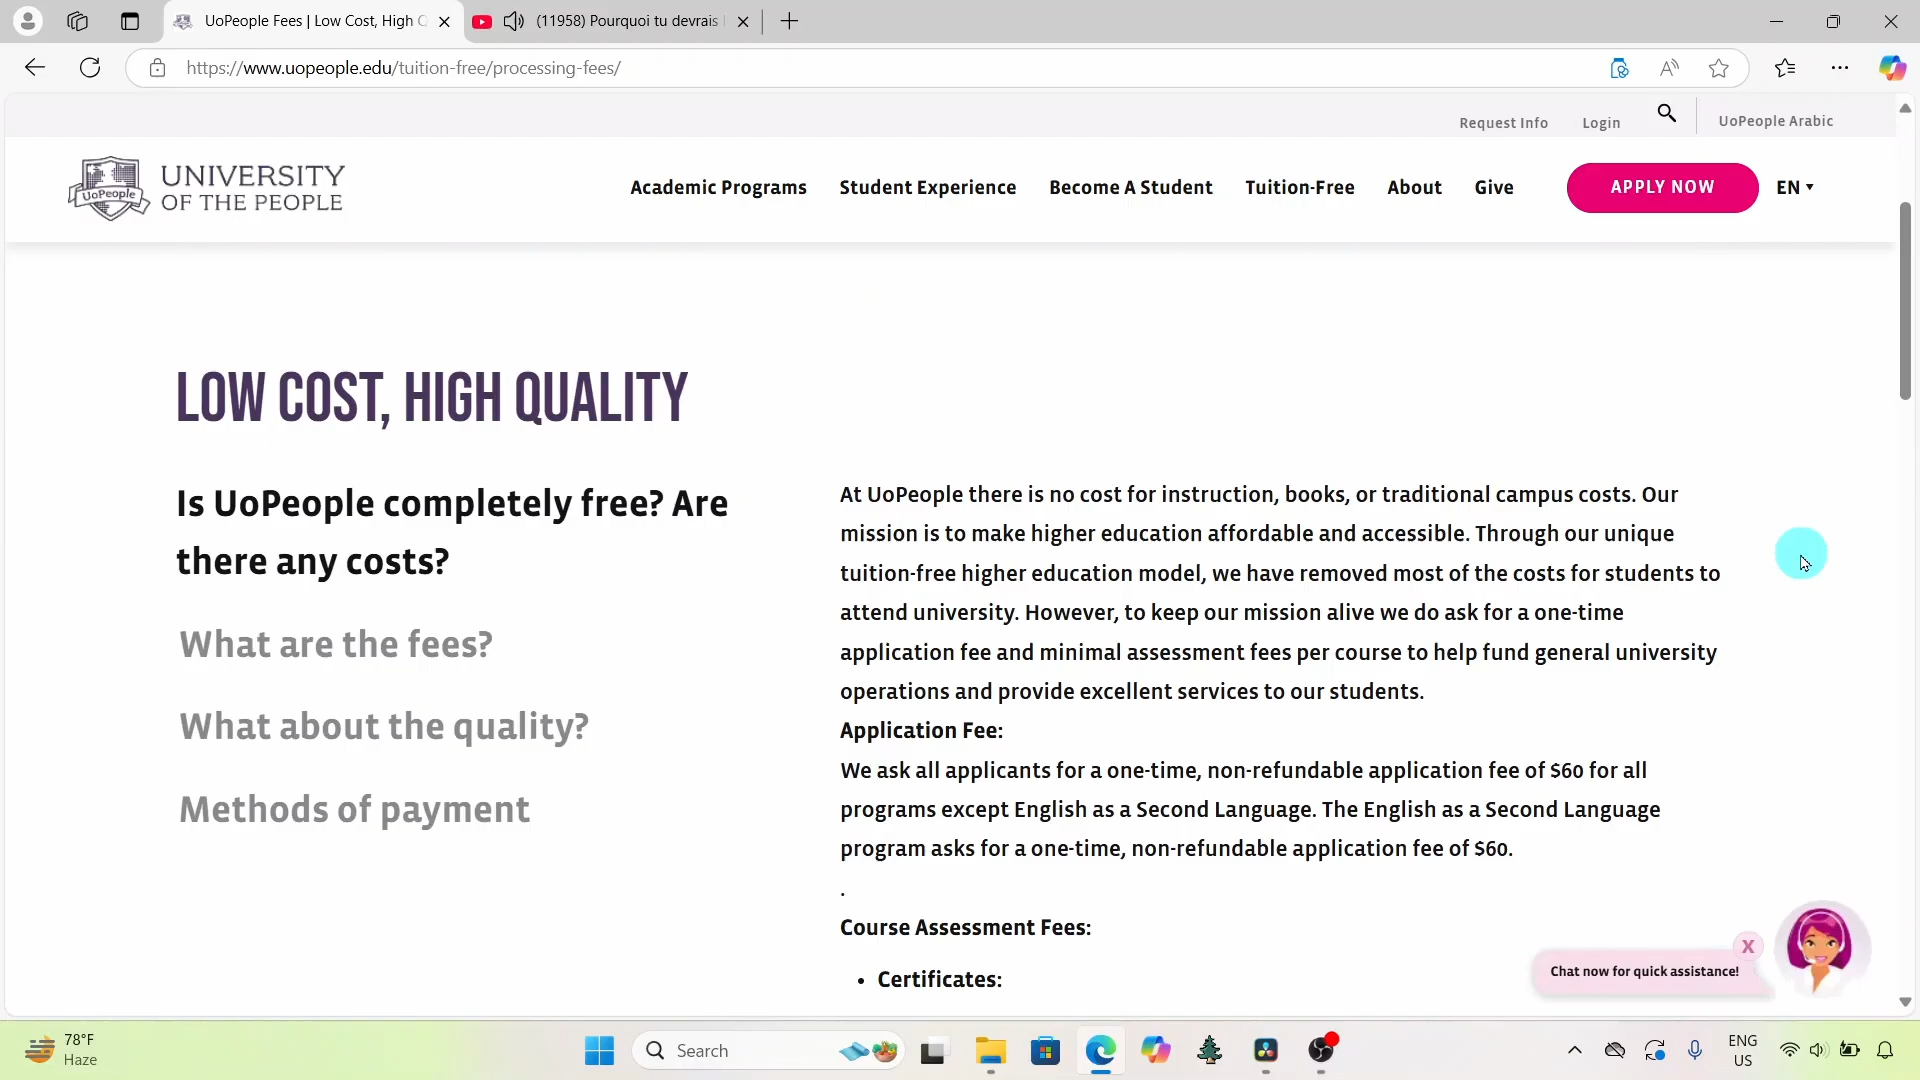 UoPeople Fees | Low Cost, High Q
(11958) Pourquoi tu devrais
https://www.uopeople.edu/tuition-free/processing-fees/
Request Info
Login
UoPeople Arabic
UoPeople
UNIVERSITY
OF THE PEOPLE
Academic Programs
Student Experience
Become A Student
Tuition-Free
About
Give
APPLY NOW
EN
LOW COST, HIGH QUALITY
Is UoPeople completely free? Are
there any costs?
What are the fees?
What about the quality?
Methods of payment
At UoPeople there is no cost for instruction, books, or traditional campus costs. Our
mission is to make higher education affordable and accessible. Through our unique
tuition-free higher education model, we have removed most of the costs for students to
attend university. However, to keep our mission alive we do ask for a one-time
application fee and minimal assessment fees per course to help fund general university
operations and provide excellent services to our students.
Application Fee:
We ask all applicants for a one-time, non-refundable application fee of $60 for all
programs except English as a Second Language. The English as a Second Language
program asks for a one-time, non-refundable application fee of $60.
.
Course Assessment Fees:
• Certificates:
X
Chat now for quick assistance!
78°F
Haze
Search
ENG
US